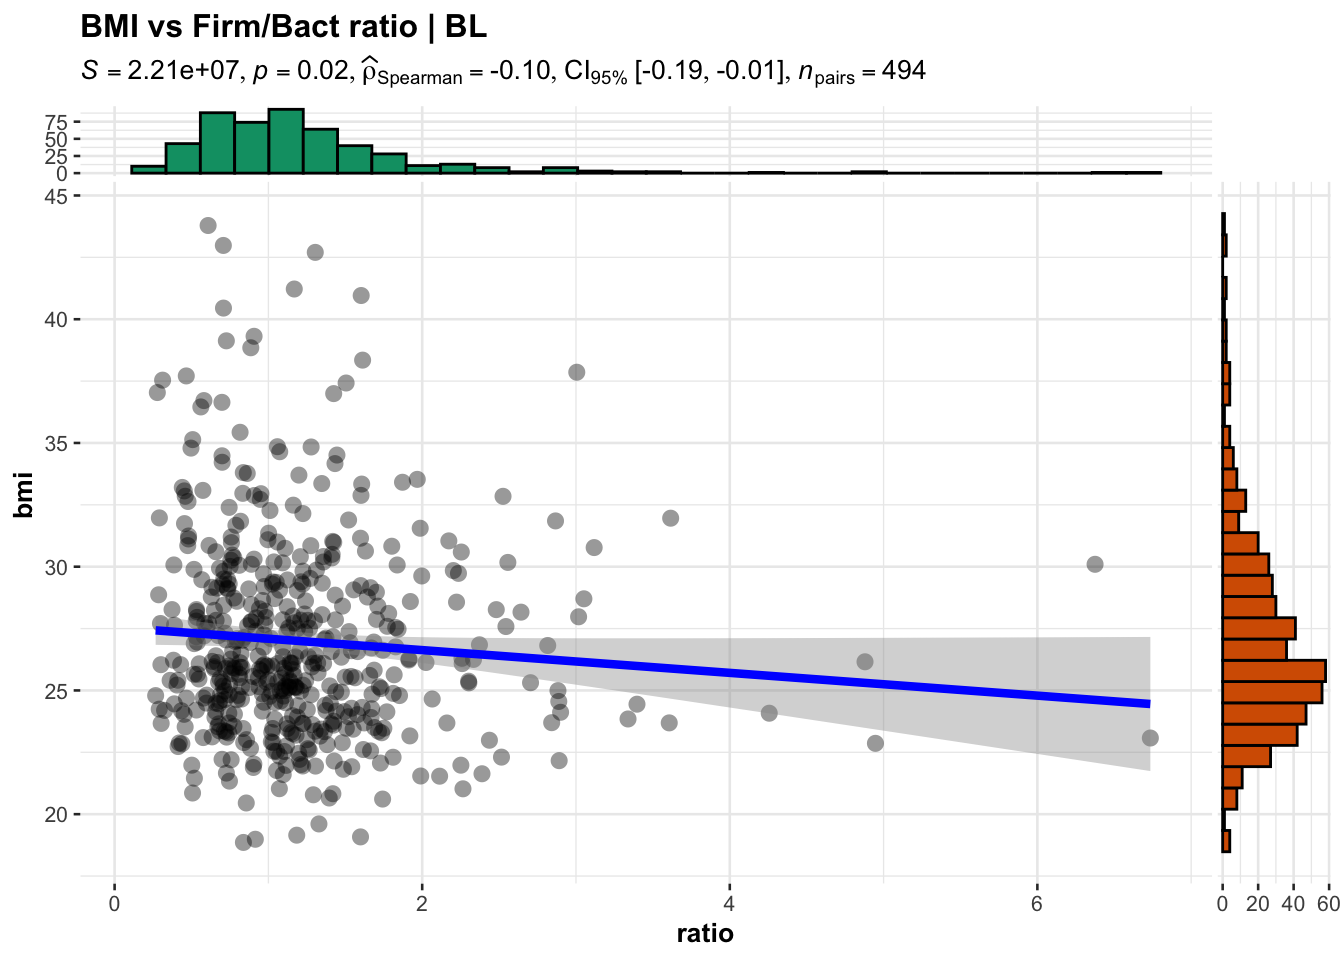 BMI vs Firm/Bact ratio | BL
S = 2.21e+07, p = 0.02, ρ̂Spearman = -0.10, CI95% [-0.19, -0.01], npairs = 494
75
50
25
0
45
40
35
30
25
20
bmi
0 2 4 6
0 20 40 60
ratio